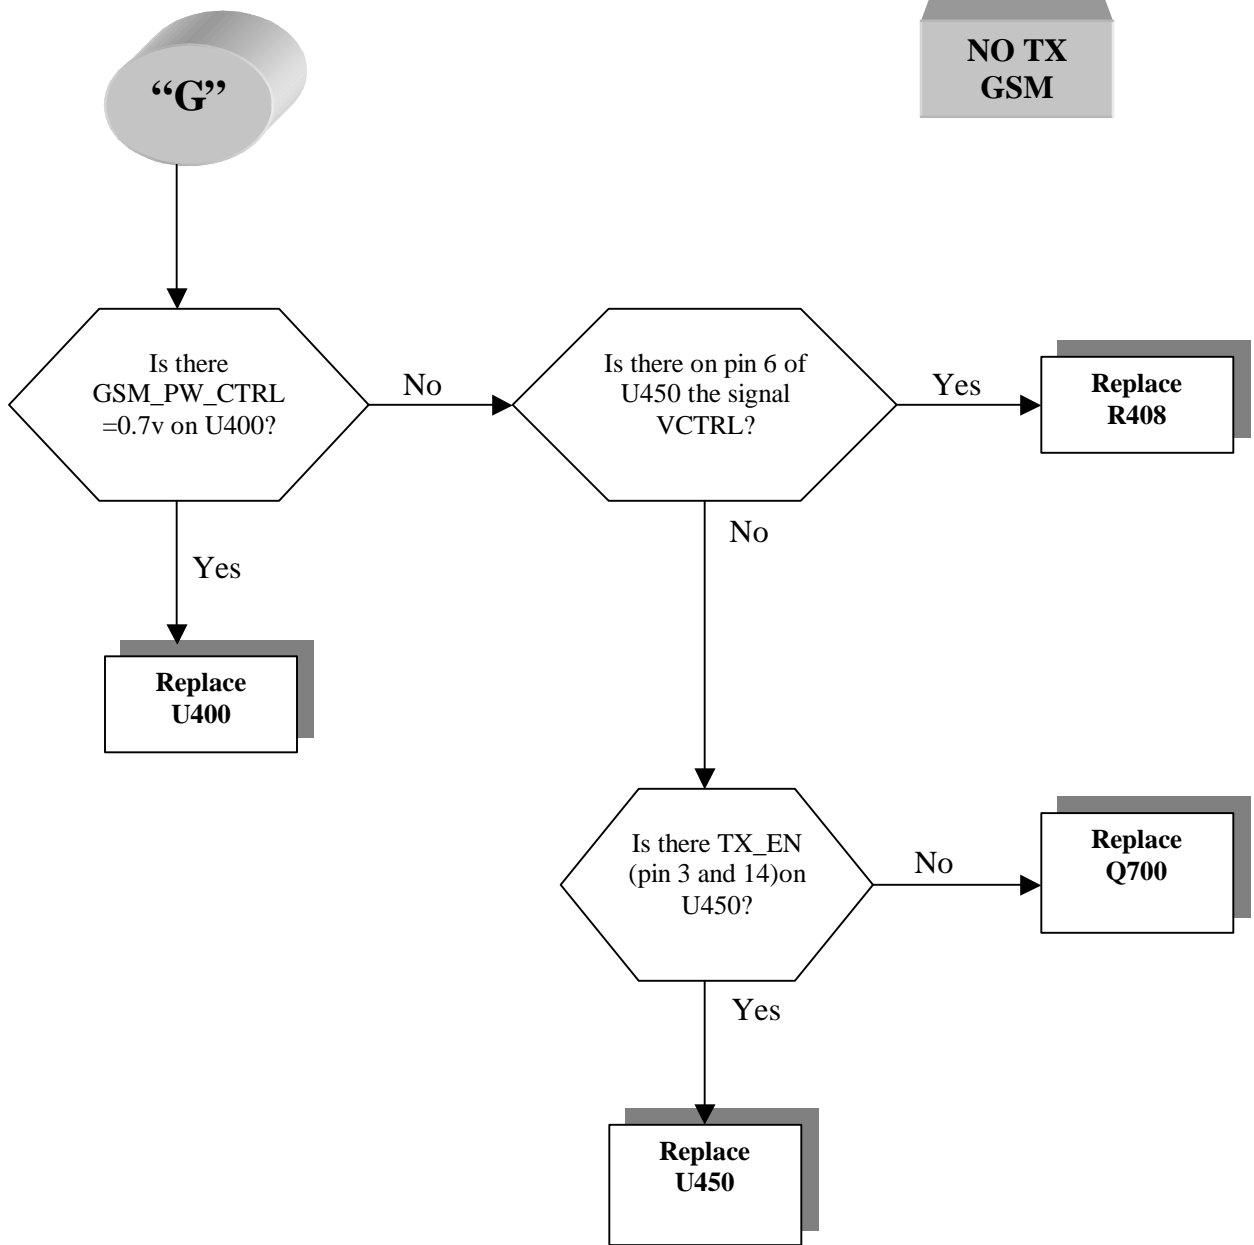 “G”
NO TX
GSM
Is there
GSM_PW_CTRL
=0.7v on U400?
No
Is there on pin 6 of
U450 the signal
VCTRL?
Yes
Replace
R408
Yes
No
Replace
U400
Is there TX_EN
(pin 3 and 14)on
U450?
No
Replace
Q700
Yes
Replace
U450